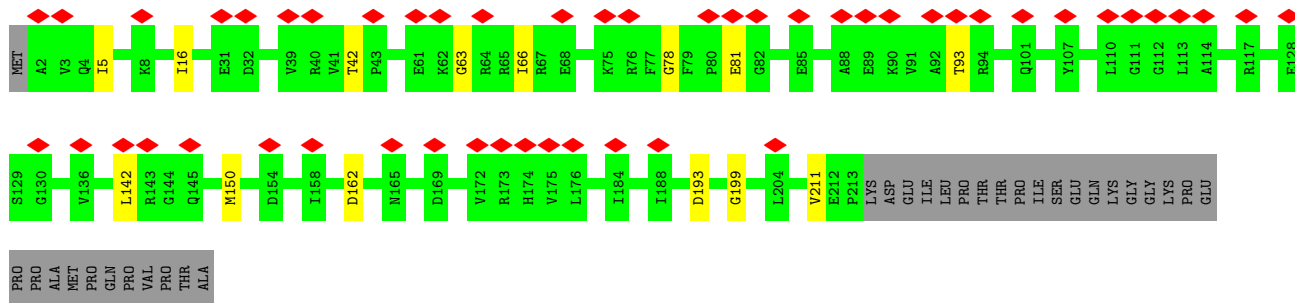 MET A2 V3 Q4 I5 K8 I16 E31 D32 V39 R40 V41 T42 P43 E61 K62 G63 R64 R65 I66 R67 E68 K75 R76 F77 G78 F79 P80 E81 G82 E85 A88 E89 K90 V91 A92 T93 R94 Q101 Y107 L110 G111 G112 L113 A114 R117 E128
S129 G130 V136 L142 R143 G144 Q145 M150 D154 I158 D162 N165 D169 V172 R173 H174 V175 L176 I184 I188 D193 G199 L204 V211 E212 P213 LYS ASP GLU ILE LEU PRO THR THR PRO ILE SER GLU GLN LYS GLY GLY LYS PRO GLU
PRO PRO ALA MET PRO GLN PRO VAL PRO THR ALA